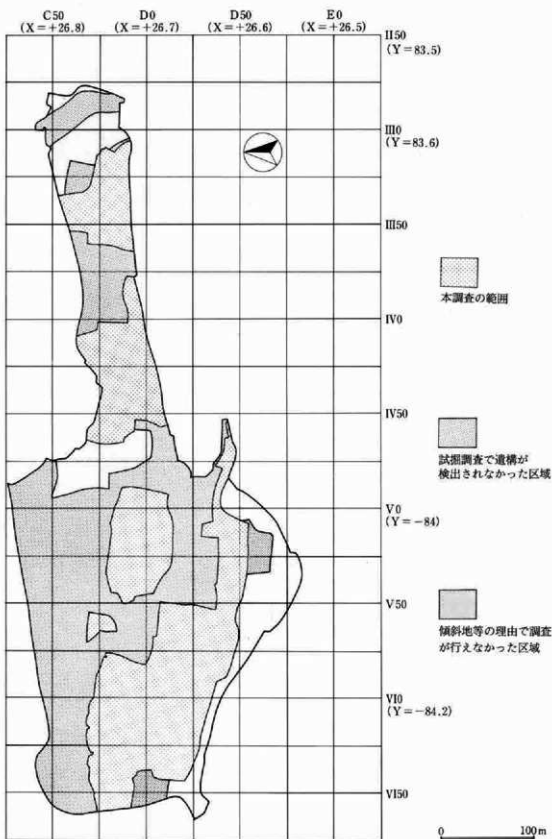 C50 D0 D50 E0
(X=+26.8) (X=+26.7) (X=+26.6) (X=+26.5)
II50
(Y=83.5)
III0
(Y=83.6)
III50
本調査の範囲
IV0
IV50
試掘調査で遺構が
検出されなかった区域
V0
(Y=-84)
V50
傾斜地等の理由で調査
が行えなかった区域
VI0
(Y=-84.2)
VI50
0 100m